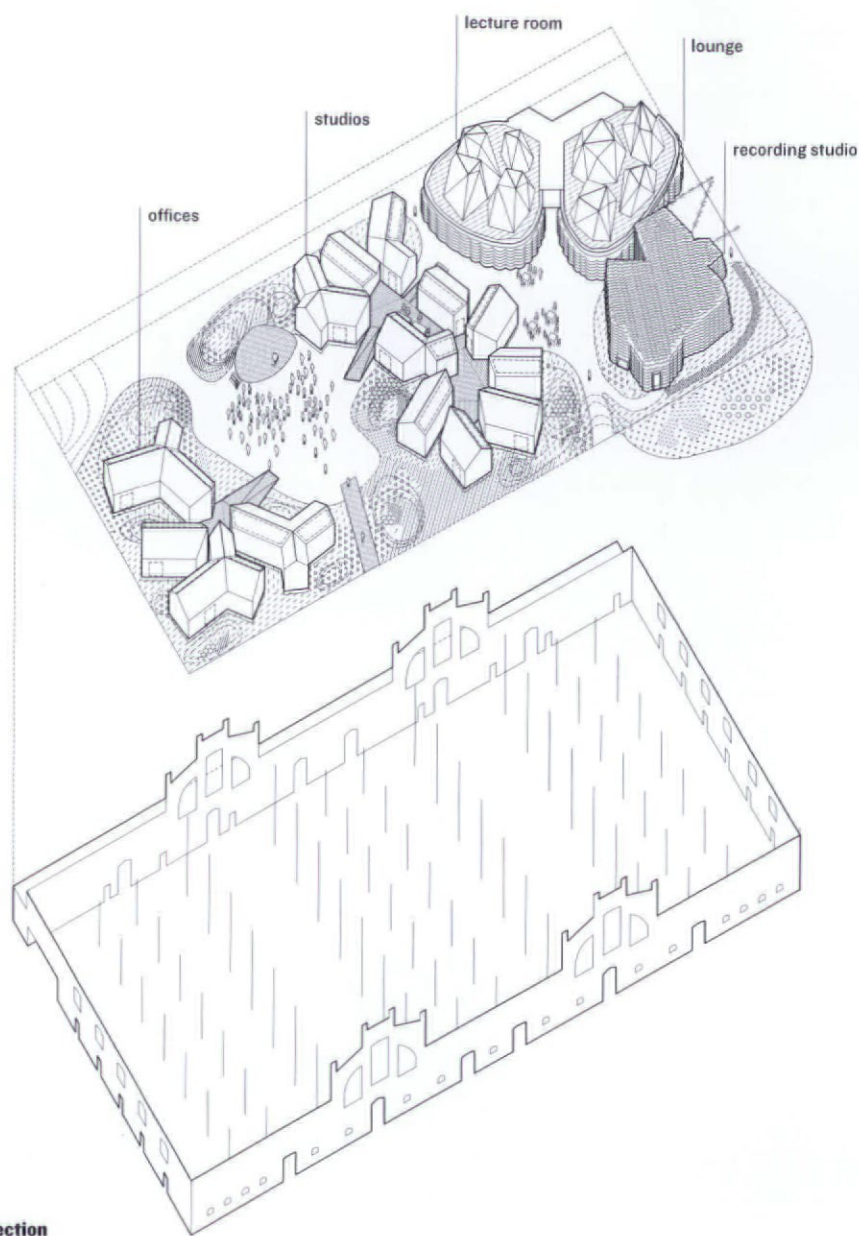 lecture room
lounge
studios
recording studio
offices
ection